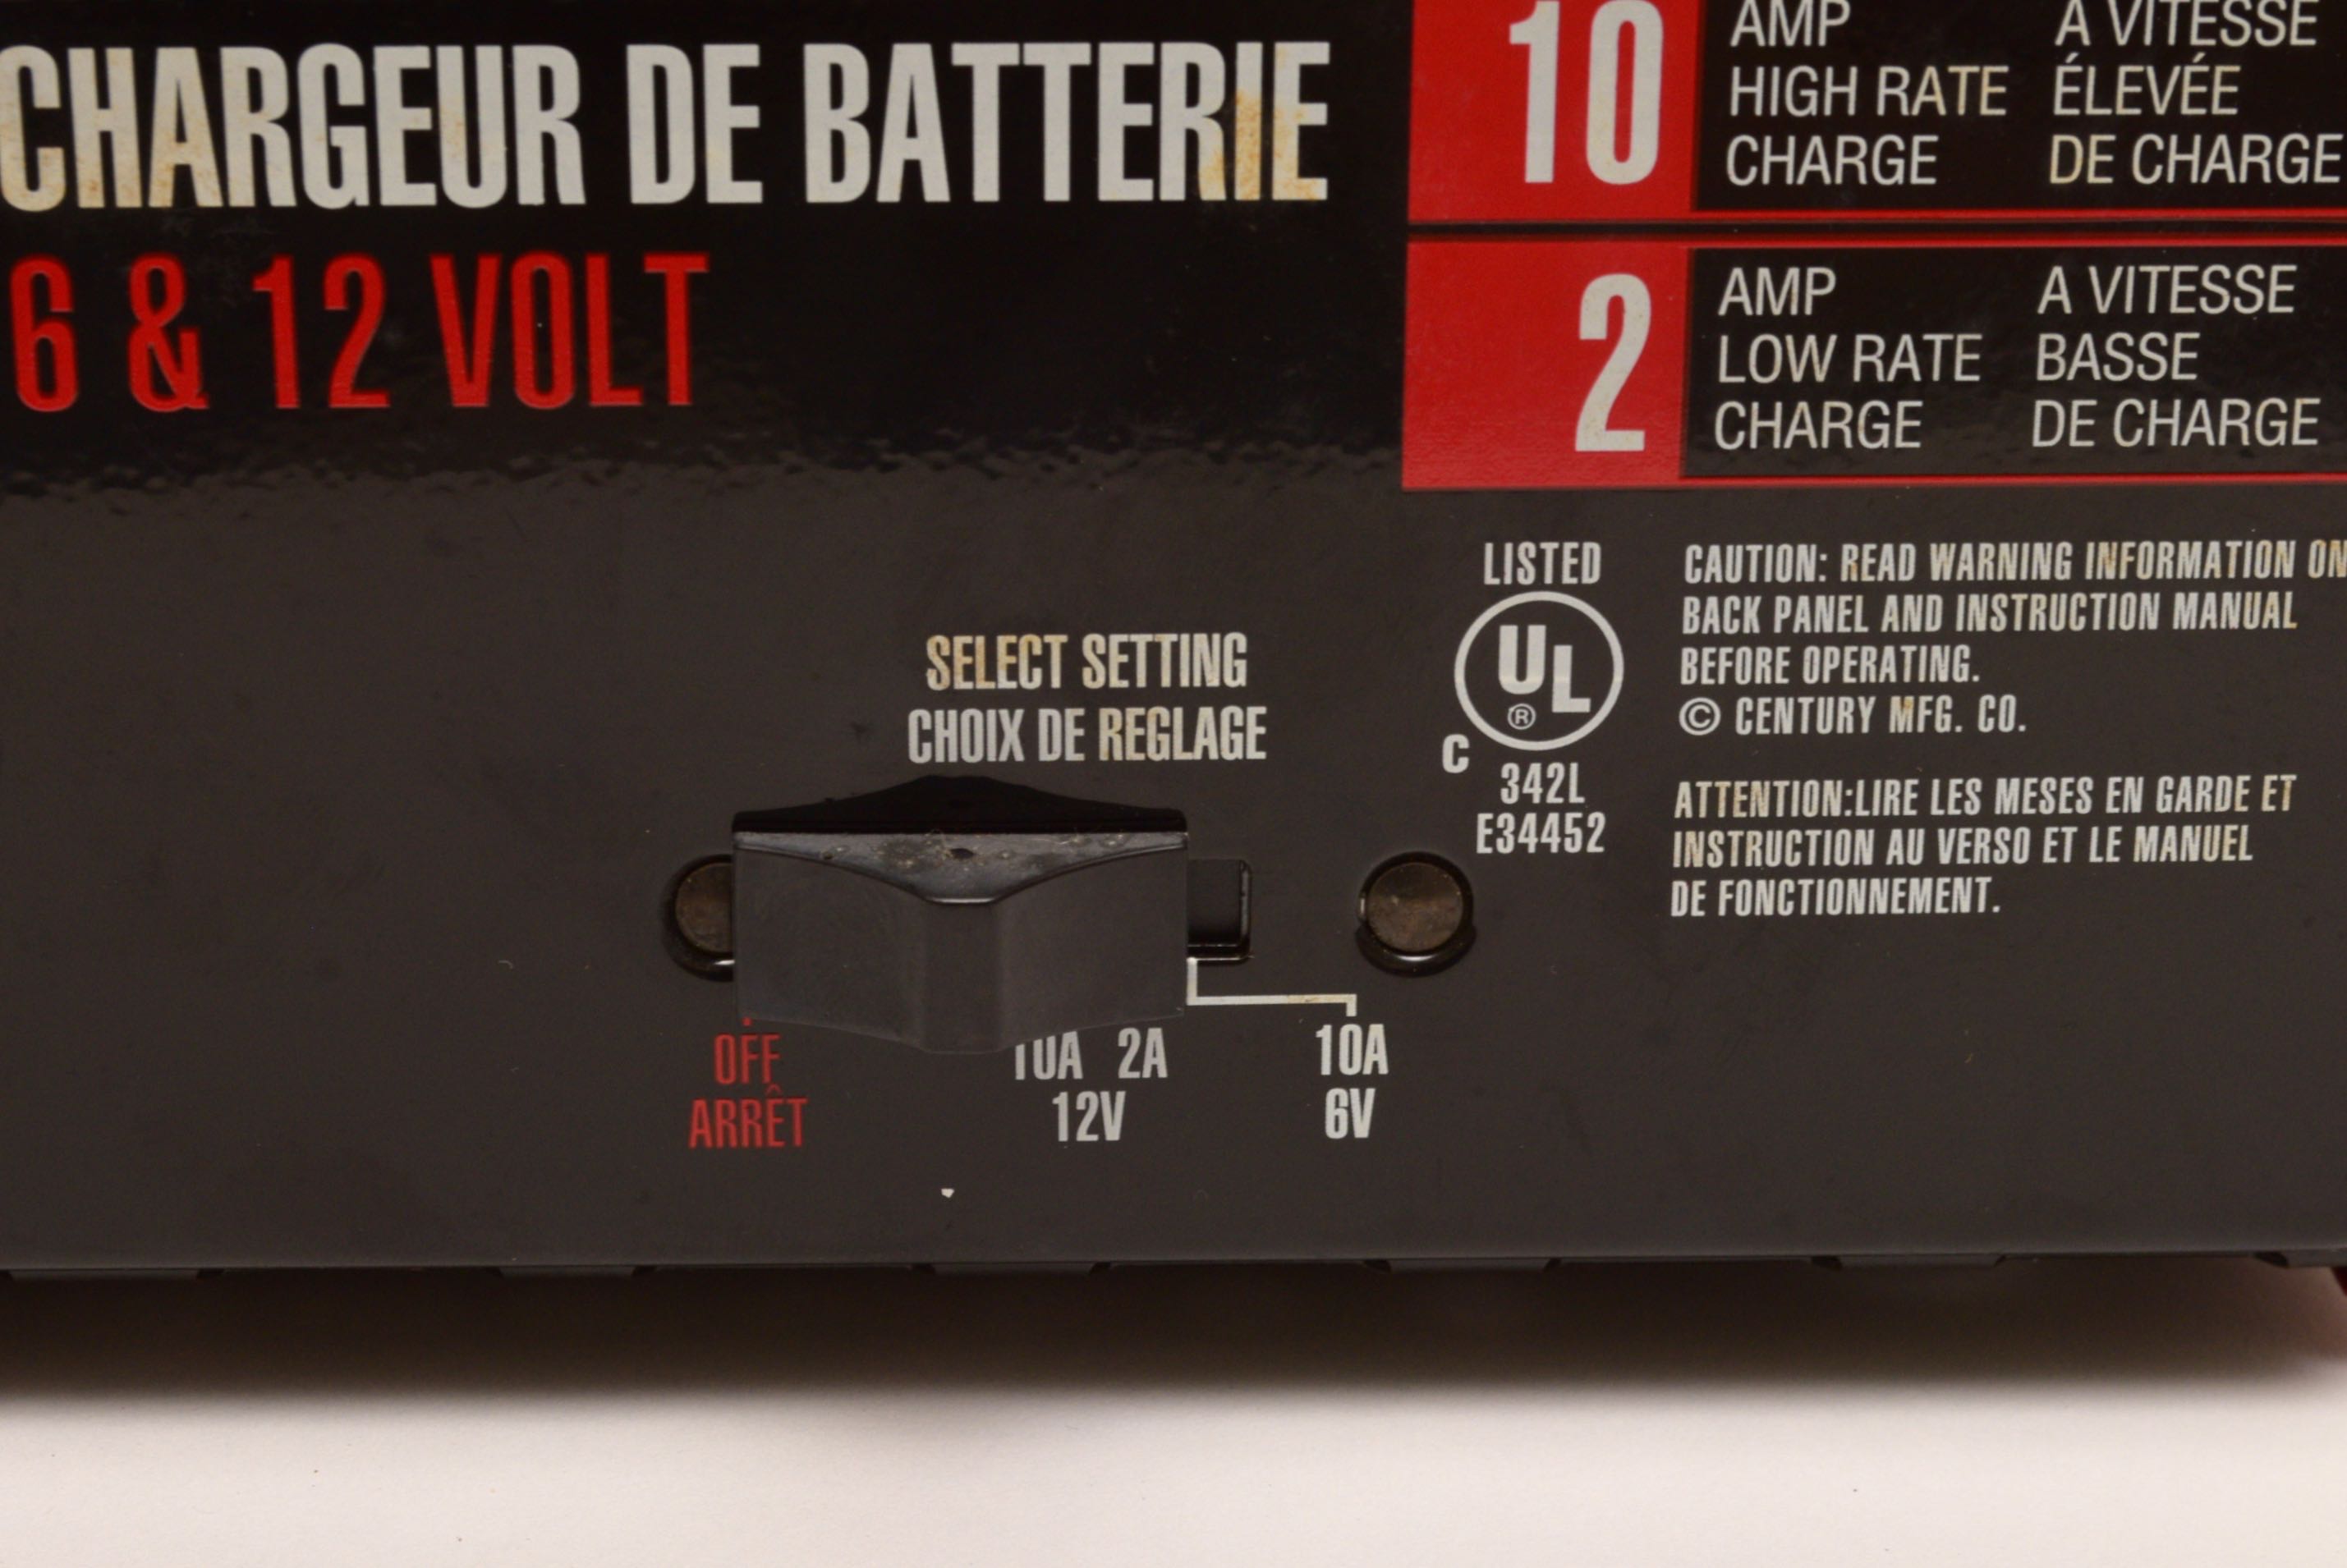 CHARGEUR DE BATTERIE
6 & 12 VOLT
10
AMP
HIGH RATE
CHARGE
A VITESSE
ÉLEVÉE
DE CHARGE
2
AMP
LOW RATE
CHARGE
A VITESSE
BASSE
DE CHARGE
SELECT SETTING
CHOIX DE REGLAGE
OFF
ARRÊT
10A 2A
12V
10A
6V
LISTED
UL
®
C
342L
E34452
CAUTION: READ WARNING INFORMATION ON
BACK PANEL AND INSTRUCTION MANUAL
BEFORE OPERATING.
© CENTURY MFG. CO.
ATTENTION:LIRE LES MESES EN GARDE ET
INSTRUCTION AU VERSO ET LE MANUEL
DE FONCTIONNEMENT.